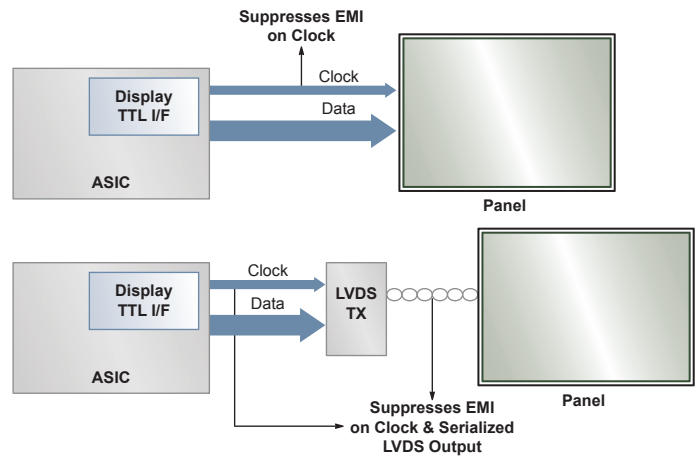 Suppresses EMI
on Clock
Clock
Display
TTL I/F
Data
ASIC
Panel
Clock
Display
TTL I/F
Data
LVDS
TX
ASIC
Panel
Suppresses EMI
on Clock & Serialized
LVDS Output